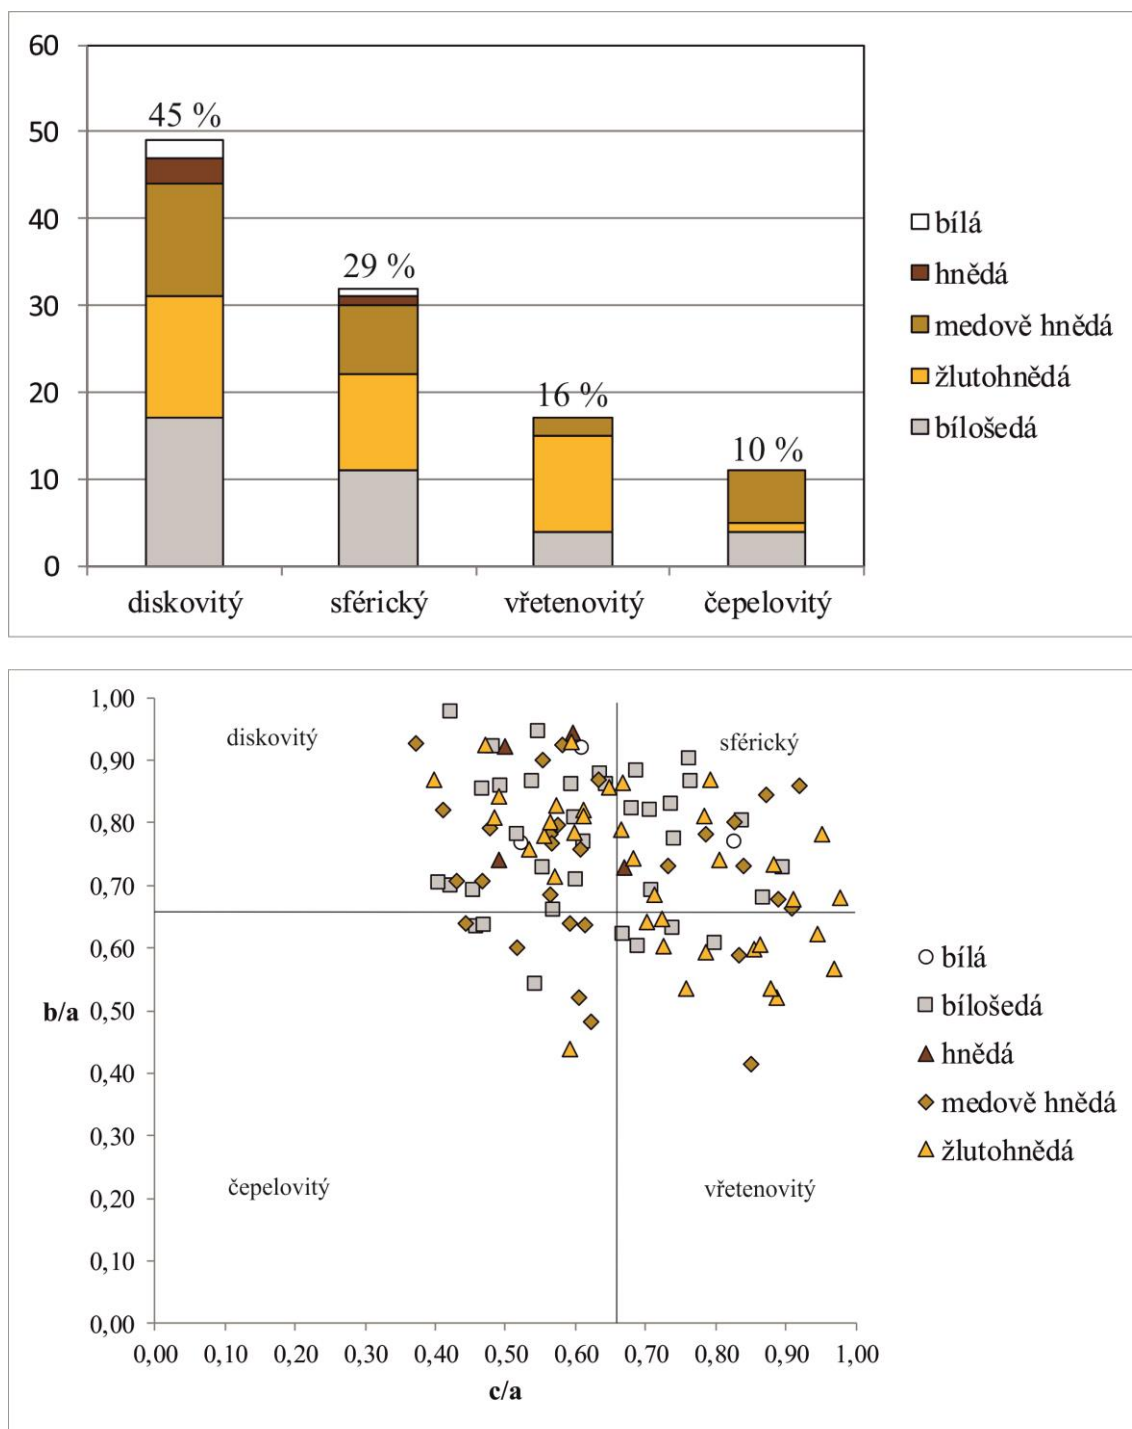 60
50
40
30
20
10
0
45 %
29 %
16 %
10 %
diskovitý
sférický
vřetenovitý
čepelovitý
bílá
hnědá
medově hnědá
žlutohnědá
bílošedá
1,00
0,90
0,80
0,70
0,60
0,50
0,40
0,30
0,20
0,10
0,00
b/a
diskovitý
sférický
čepelovitý
vřetenovitý
0,00 0,10 0,20 0,30 0,40 0,50 0,60 0,70 0,80 0,90 1,00
c/a
bílá
bílošedá
hnědá
medově hnědá
žlutohnědá